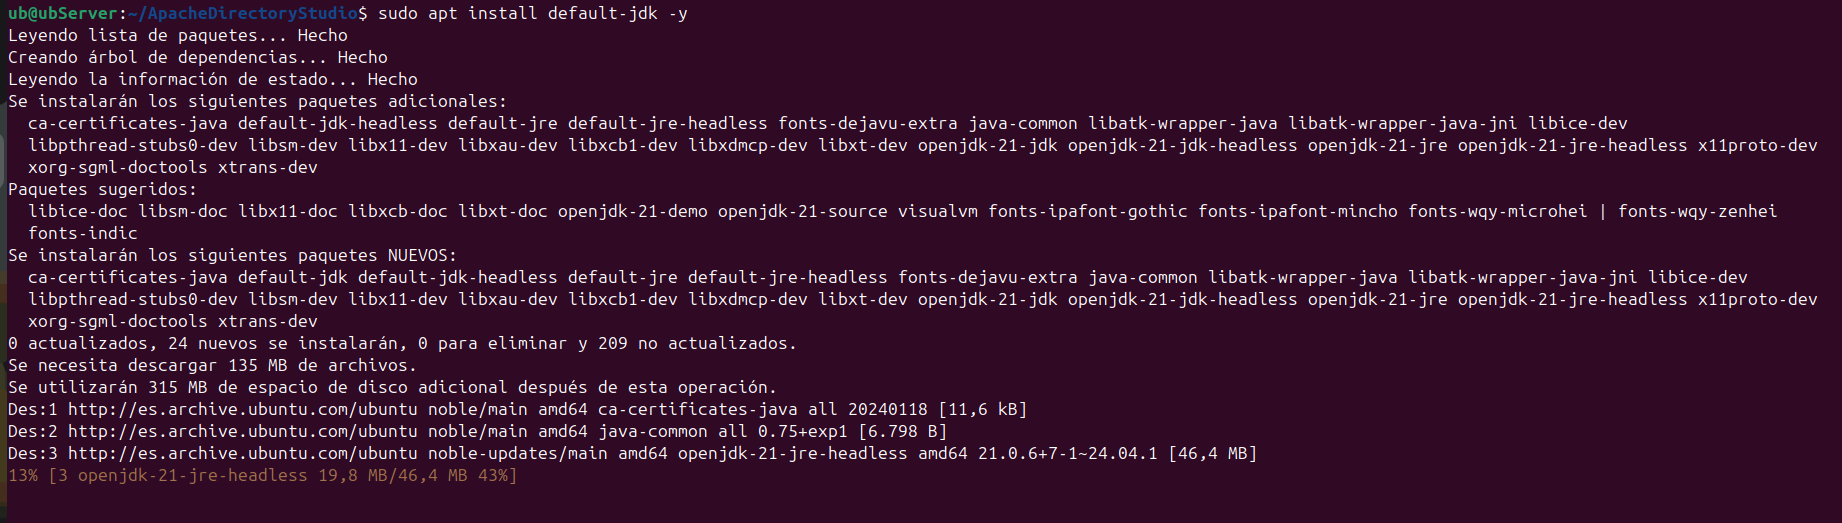 ub@ubServer:~/ApacheDirectoryStudio$ sudo apt install default-jdk -y
Leyendo lista de paquetes... Hecho
Creando árbol de dependencias... Hecho
Leyendo la información de estado... Hecho
Se instalarán los siguientes paquetes adicionales:
  ca-certificates-java default-jdk-headless default-jre default-jre-headless fonts-dejavu-extra java-common libatk-wrapper-java libatk-wrapper-java-jni libice-dev
  libpthread-stubs0-dev libsm-dev libx11-dev libxau-dev libxcb1-dev libxdmcp-dev libxt-dev openjdk-21-jdk openjdk-21-jdk-headless openjdk-21-jre openjdk-21-jre-headless x11proto-dev
  xorg-sgml-doctools xtrans-dev
Paquetes sugeridos:
  libice-doc libsm-doc libx11-doc libxcb-doc libxt-doc openjdk-21-demo openjdk-21-source visualvm fonts-ipafont-gothic fonts-ipafont-mincho fonts-wqy-microhei | fonts-wqy-zenhei
  fonts-indic
Se instalarán los siguientes paquetes NUEVOS:
  ca-certificates-java default-jdk default-jdk-headless default-jre default-jre-headless fonts-dejavu-extra java-common libatk-wrapper-java libatk-wrapper-java-jni libice-dev
  libpthread-stubs0-dev libsm-dev libx11-dev libxau-dev libxcb1-dev libxdmcp-dev libxt-dev openjdk-21-jdk openjdk-21-jdk-headless openjdk-21-jre openjdk-21-jre-headless x11proto-dev
  xorg-sgml-doctools xtrans-dev
0 actualizados, 24 nuevos se instalarán, 0 para eliminar y 209 no actualizados.
Se necesita descargar 135 MB de archivos.
Se utilizarán 315 MB de espacio de disco adicional después de esta operación.
Des:1 http://es.archive.ubuntu.com/ubuntu noble/main amd64 ca-certificates-java all 20240118 [11,6 kB]
Des:2 http://es.archive.ubuntu.com/ubuntu noble/main amd64 java-common all 0.75+exp1 [6.798 B]
Des:3 http://es.archive.ubuntu.com/ubuntu noble-updates/main amd64 openjdk-21-jre-headless amd64 21.0.6+7-1~24.04.1 [46,4 MB]
13% [3 openjdk-21-jre-headless 19,8 MB/46,4 MB 43%]